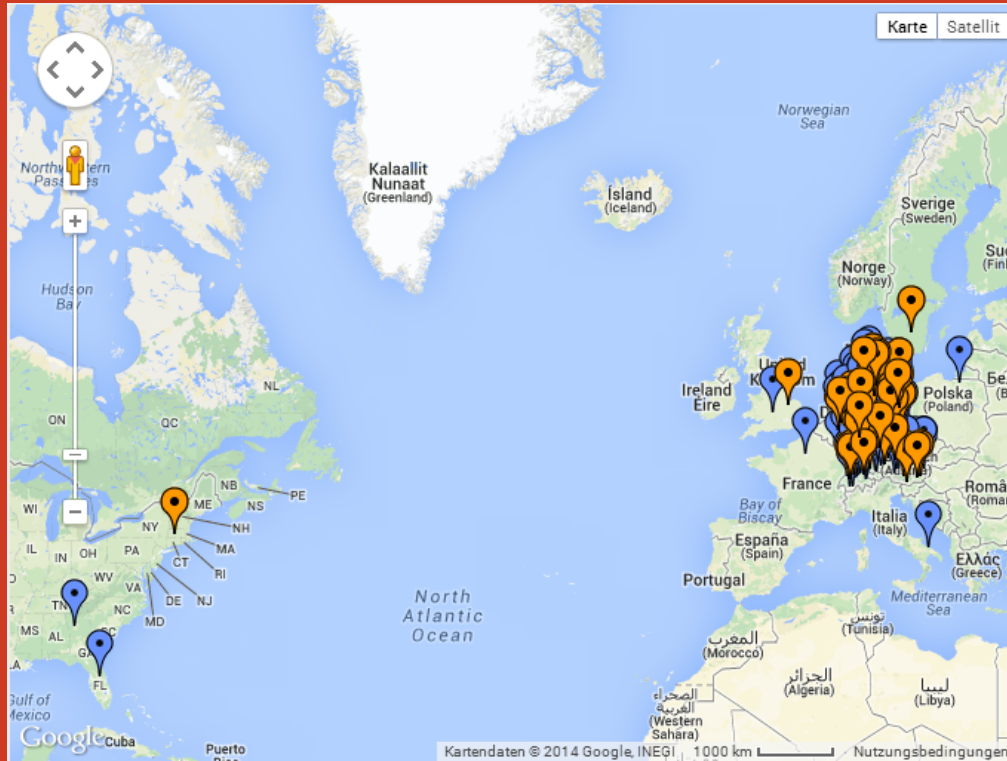 Karte
Satellit
Norwegian
Sea
Kalaallit
Nunaat
(Greenland)
Ísland
(Iceland)
Sverige
(Sweden)
Norge
(Norway)
Hudson
Bay
NL
ON
QC
Ireland
Éire
Polska
(Poland)
NB
PE
ME
NS
France
WI
NH
NY
MA
Bay of
Biscay
Italia
(Italy)
IL
IN
OH
PA
CT
RI
España
(Spain)
Ελλάς
(Greece)
WV
VA
DE
NJ
Portugal
TN
NC
MD
North
Atlantic
Ocean
Mediterranean
Sea
تونس
(Tunisia)
MS
AL
المغرب
(Morocco)
FL
الجزائر
(Algeria)
ليبيا
(Libya)
الصحراء
الغربية
(Western
Sahara)
Google
Cuba
Puerto
Kartendaten © 2014 Google, INEGI
1000 km
Nutzungsbedingungen